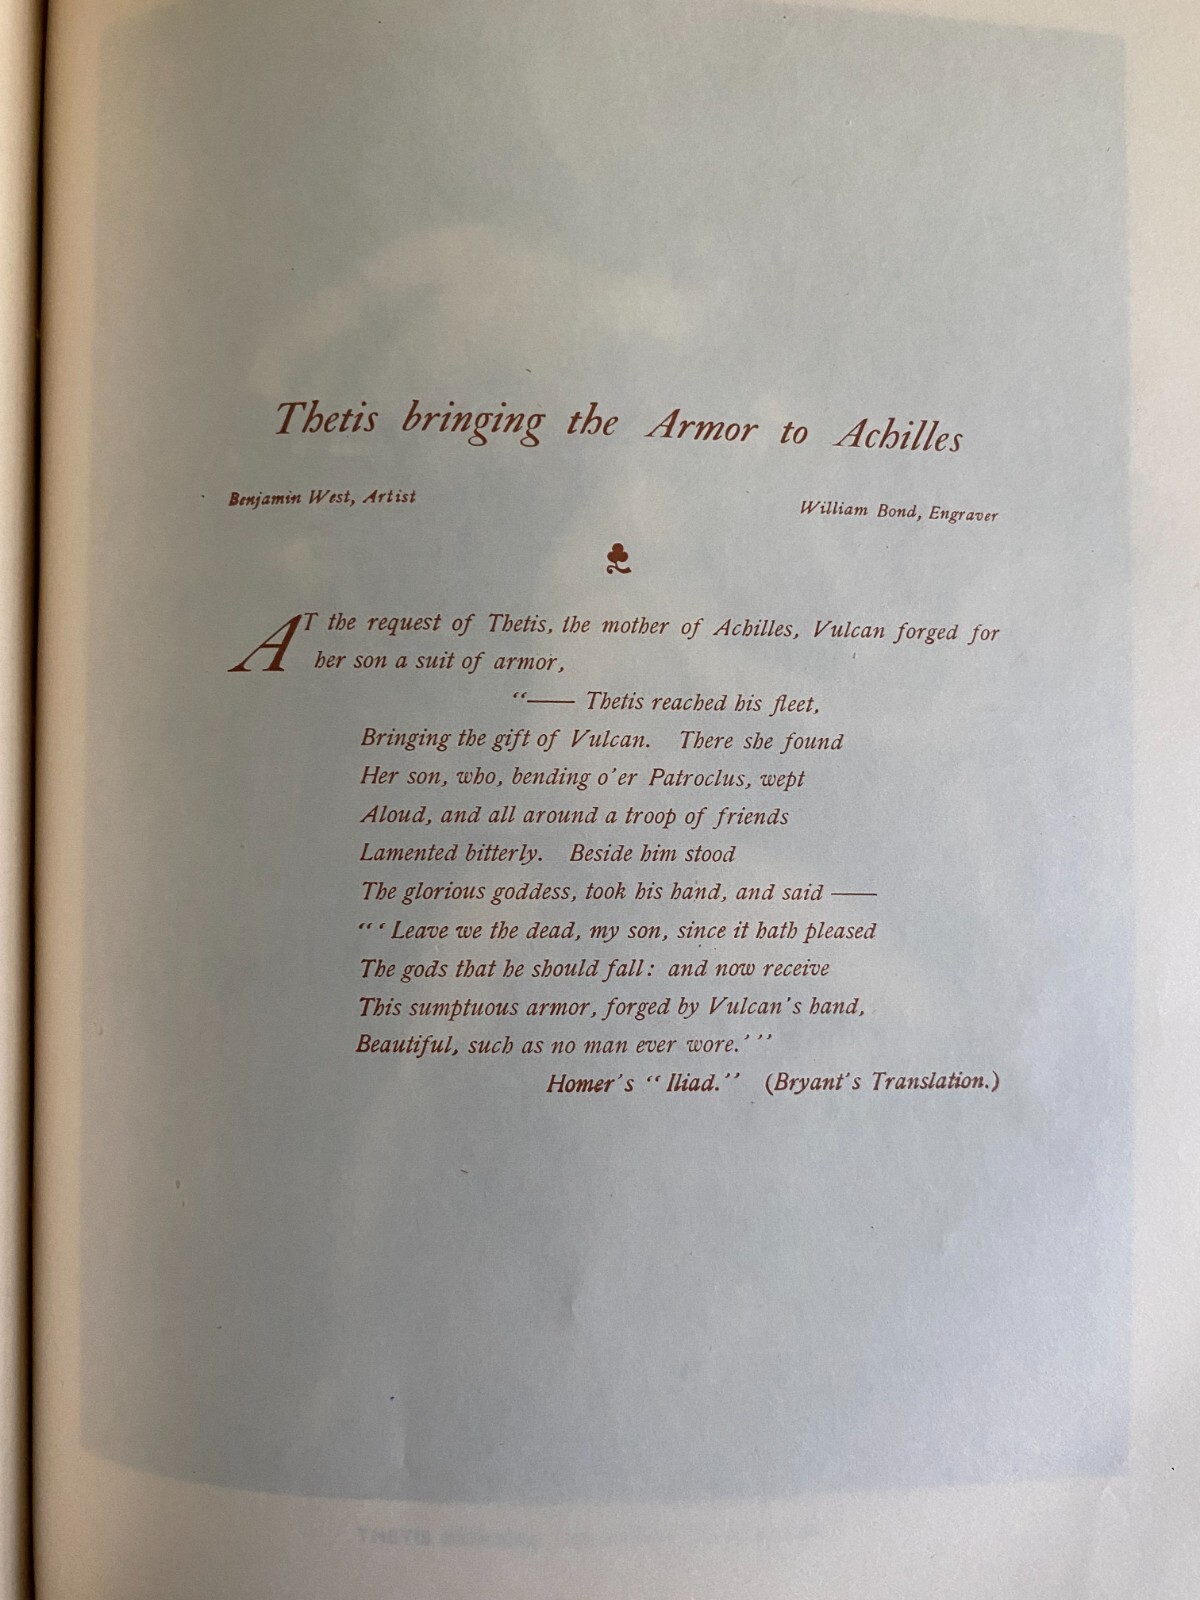 Thetis bringing the Armor to Achilles
Benjamin West, Artist
William Bond, Engraver
AT the request of Thetis, the mother of Achilles, Vulcan forged for
her son a suit of armor,
“—— Thetis reached his fleet,
Bringing the gift of Vulcan. There she found
Her son, who, bending o’er Patroclus, wept
Aloud, and all around a troop of friends
Lamented bitterly. Beside him stood
The glorious goddess, took his hand, and said ——
“ ‘ Leave we the dead, my son, since it hath pleased
The gods that he should fall: and now receive
This sumptuous armor, forged by Vulcan’s hand,
Beautiful, such as no man ever wore.’ ”
Homer’s “ Iliad.” (Bryant’s Translation.)
THETIS